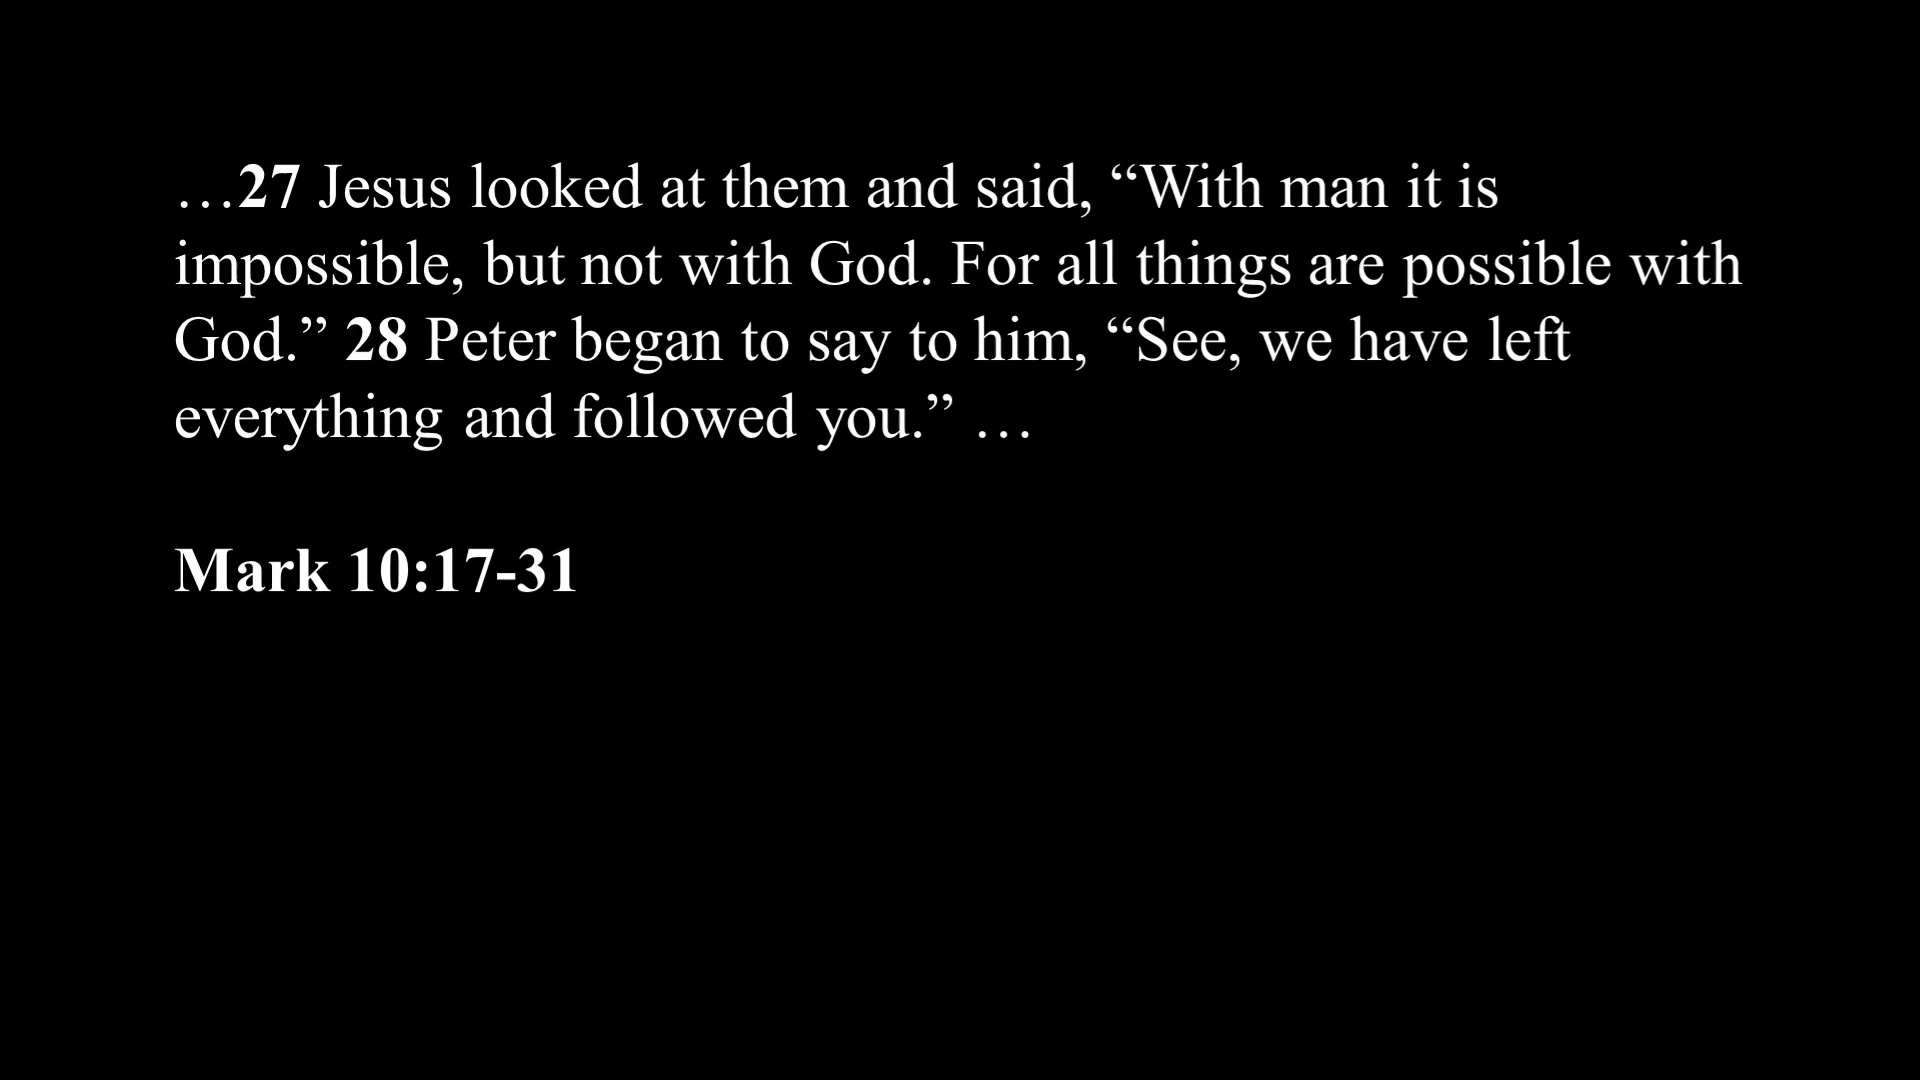 …27 Jesus looked at them and said, “With man it is
impossible, but not with God. For all things are possible with
God.” 28 Peter began to say to him, “See, we have left
everything and followed you.” …
Mark 10:17-31